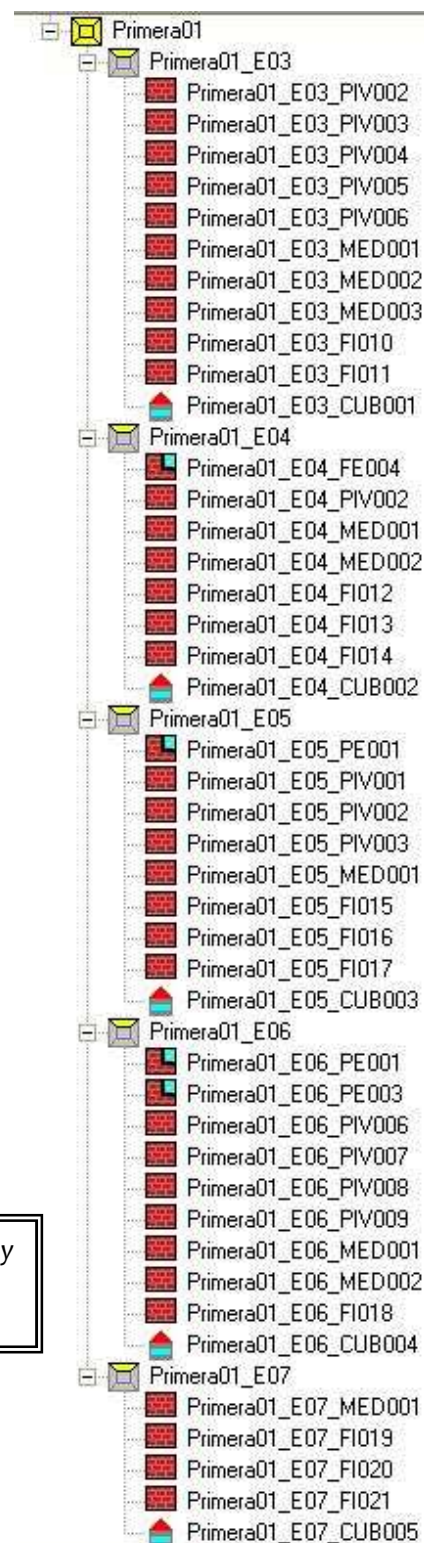 Primera01
Primera01_E03
Primera01_E03_PIV002
Primera01_E03_PIV003
Primera01_E03_PIV004
Primera01_E03_PIV005
Primera01_E03_PIV006
Primera01_E03_MED001
Primera01_E03_MED002
Primera01_E03_MED003
Primera01_E03_FI010
Primera01_E03_FI011
Primera01_E03_CUB001
Primera01_E04
Primera01_E04_FE004
Primera01_E04_PIV002
Primera01_E04_MED001
Primera01_E04_MED002
Primera01_E04_FI012
Primera01_E04_FI013
Primera01_E04_FI014
Primera01_E04_CUB002
Primera01_E05
Primera01_E05_PE001
Primera01_E05_PIV001
Primera01_E05_PIV002
Primera01_E05_PIV003
Primera01_E05_MED001
Primera01_E05_FI015
Primera01_E05_FI016
Primera01_E05_FI017
Primera01_E05_CUB003
Primera01_E06
Primera01_E06_PE001
Primera01_E06_PE003
Primera01_E06_PIV006
Primera01_E06_PIV007
Primera01_E06_PIV008
Primera01_E06_PIV009
y
Primera01_E06_MED001
Primera01_E06_MED002
Primera01_E06_FI018
Primera01_E06_CUB004
Primera01_E07
Primera01_E07_MED001
Primera01_E07_FI019
Primera01_E07_FI020
Primera01_E07_FI021
Primera01_E07_CUB005